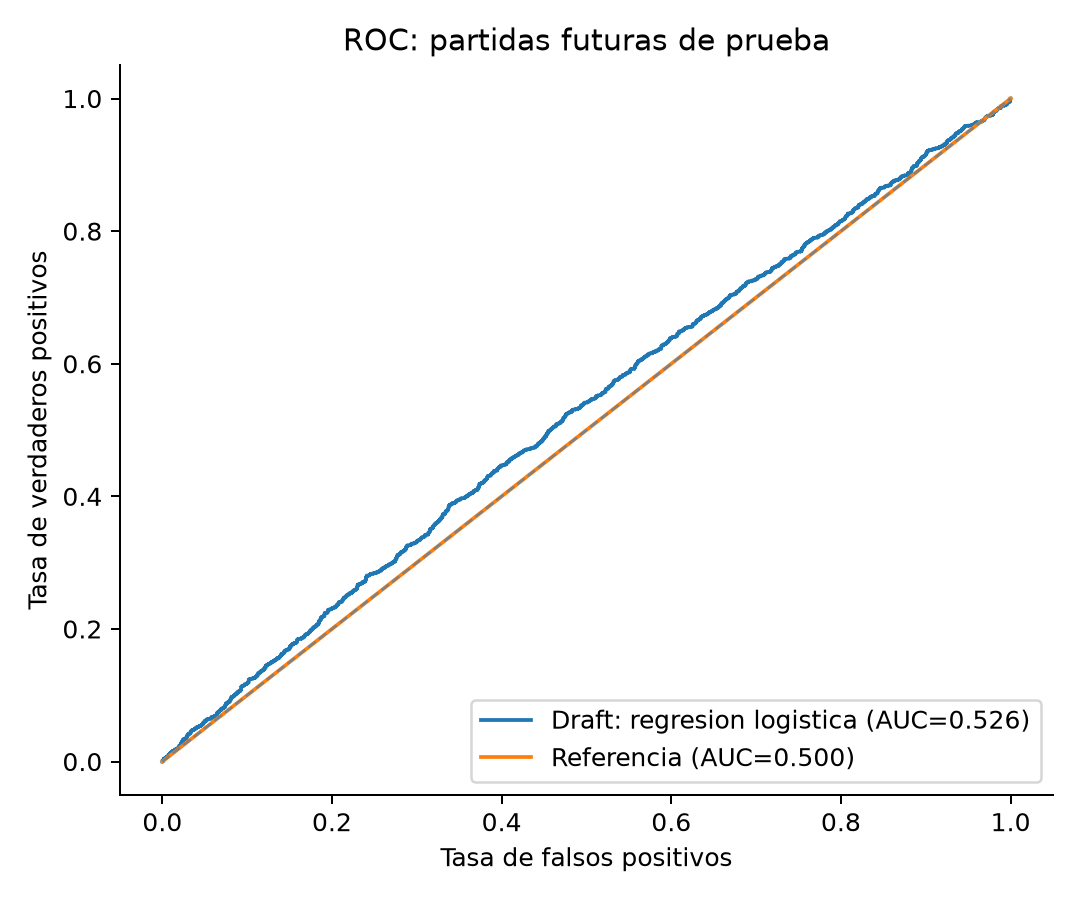 ROC: partidas futuras de prueba
Tasa de verdaderos positivos
1.0
0.8
0.6
0.4
0.2
0.0
Draft: regresion logistica (AUC=0.526)
Referencia (AUC=0.500)
0.0 0.2 0.4 0.6 0.8 1.0
Tasa de falsos positivos